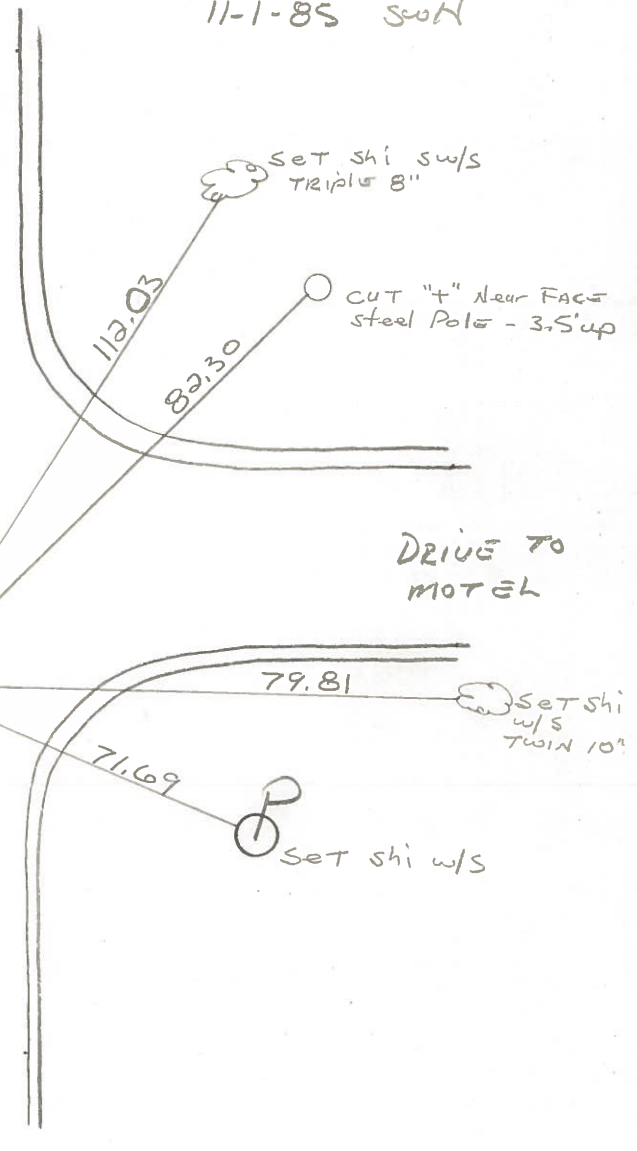 11-1-85 Scott
SET shi sw/s
TRIPLE 8"
112.03
CUT "+" Near FACE
steel Pole - 3.5'up
82.30
DRIVE TO
MOTEL
79.81
SET shi
w/s
TWIN 10"
71.69
SET shi w/s